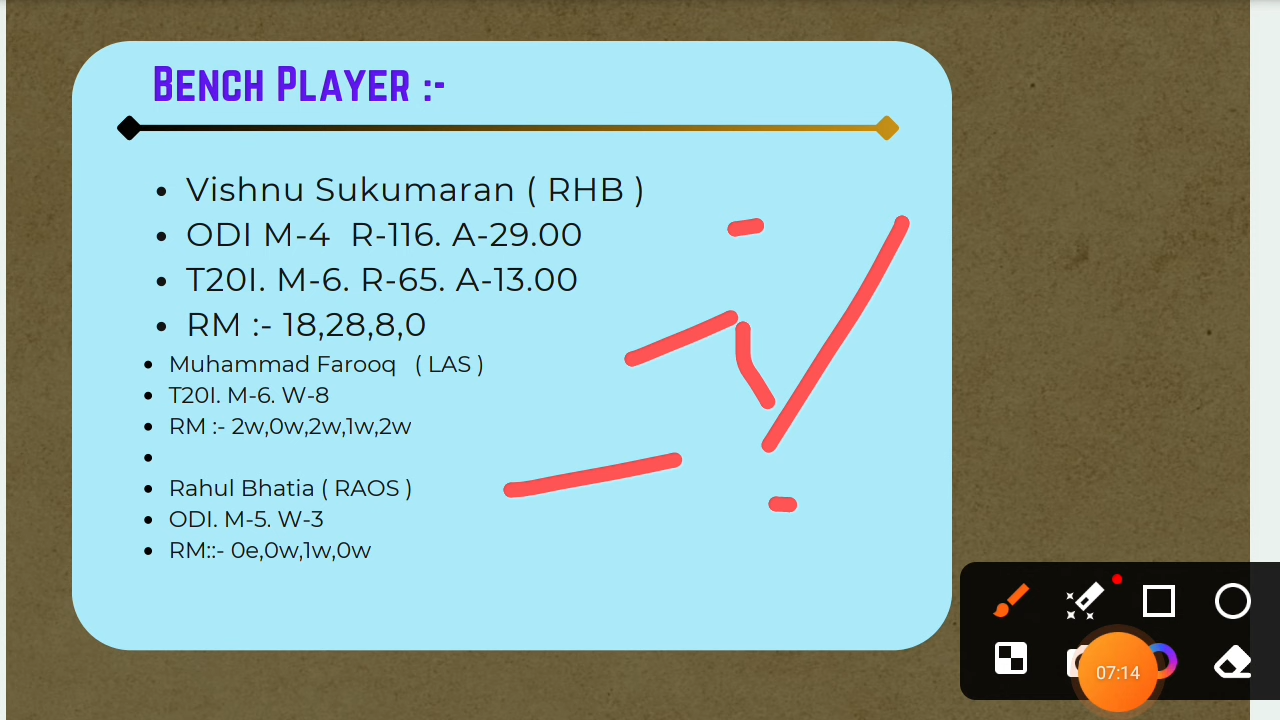 BENCH PLAYER :-
Vishnu Sukumaran ( RHB )
ODI M-4 R-116. A-29.00
T20I. M-6. R-65. A-13.00
RM :- 18,28,8,0
Muhammad Farooq ( LAS )
T20I. M-6. W-8
RM :- 2w,0w,2w,1w,2w
Rahul Bhatia ( RAOS )
ODI. M-5. W-3
RM::- 0e,0w,1w,0w
07:14